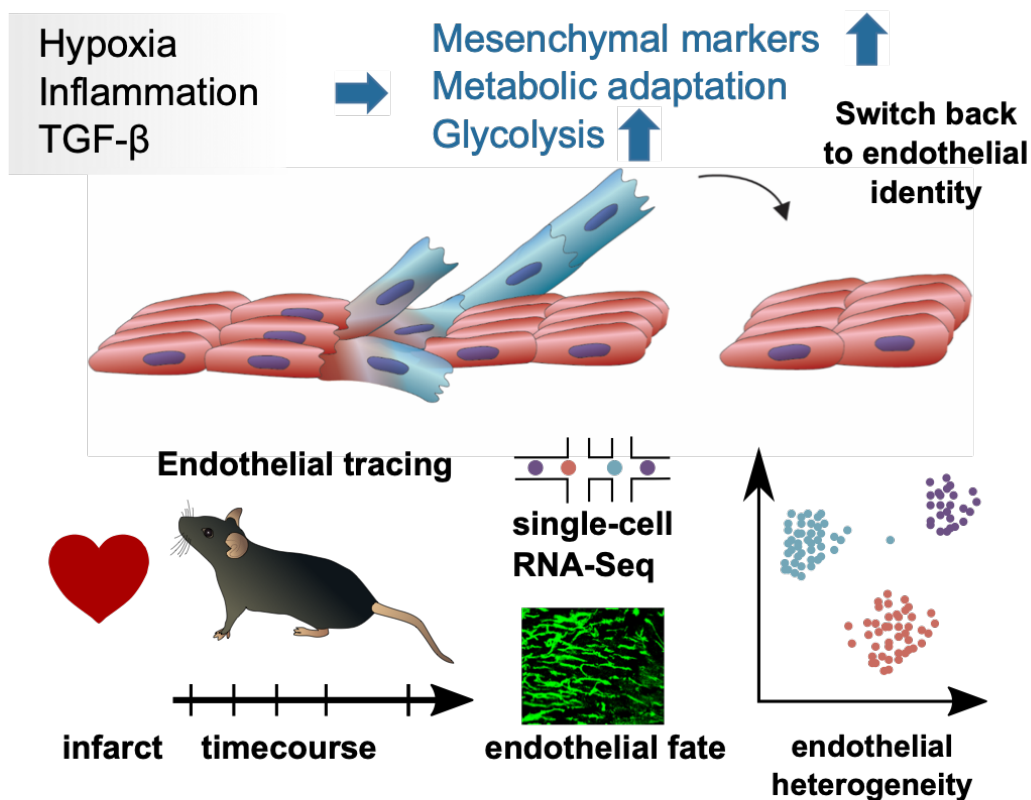 Hypoxia
Inflammation
TGF-β
Mesenchymal markers
Metabolic adaptation
Glycolysis
Switch back
to endothelial
identity
Endothelial tracing
single-cell
RNA-Seq
infarct
timecourse
endothelial fate
endothelial
heterogeneity